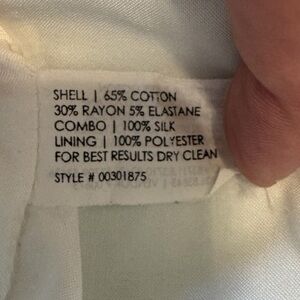 SHELL | 65% COTTON
30% RAYON 5% ELASTANE
COMBO | 100% SILK
LINING | 100% POLYESTER
FOR BEST RESULTS DRY CLEAN
STYLE # 00301875